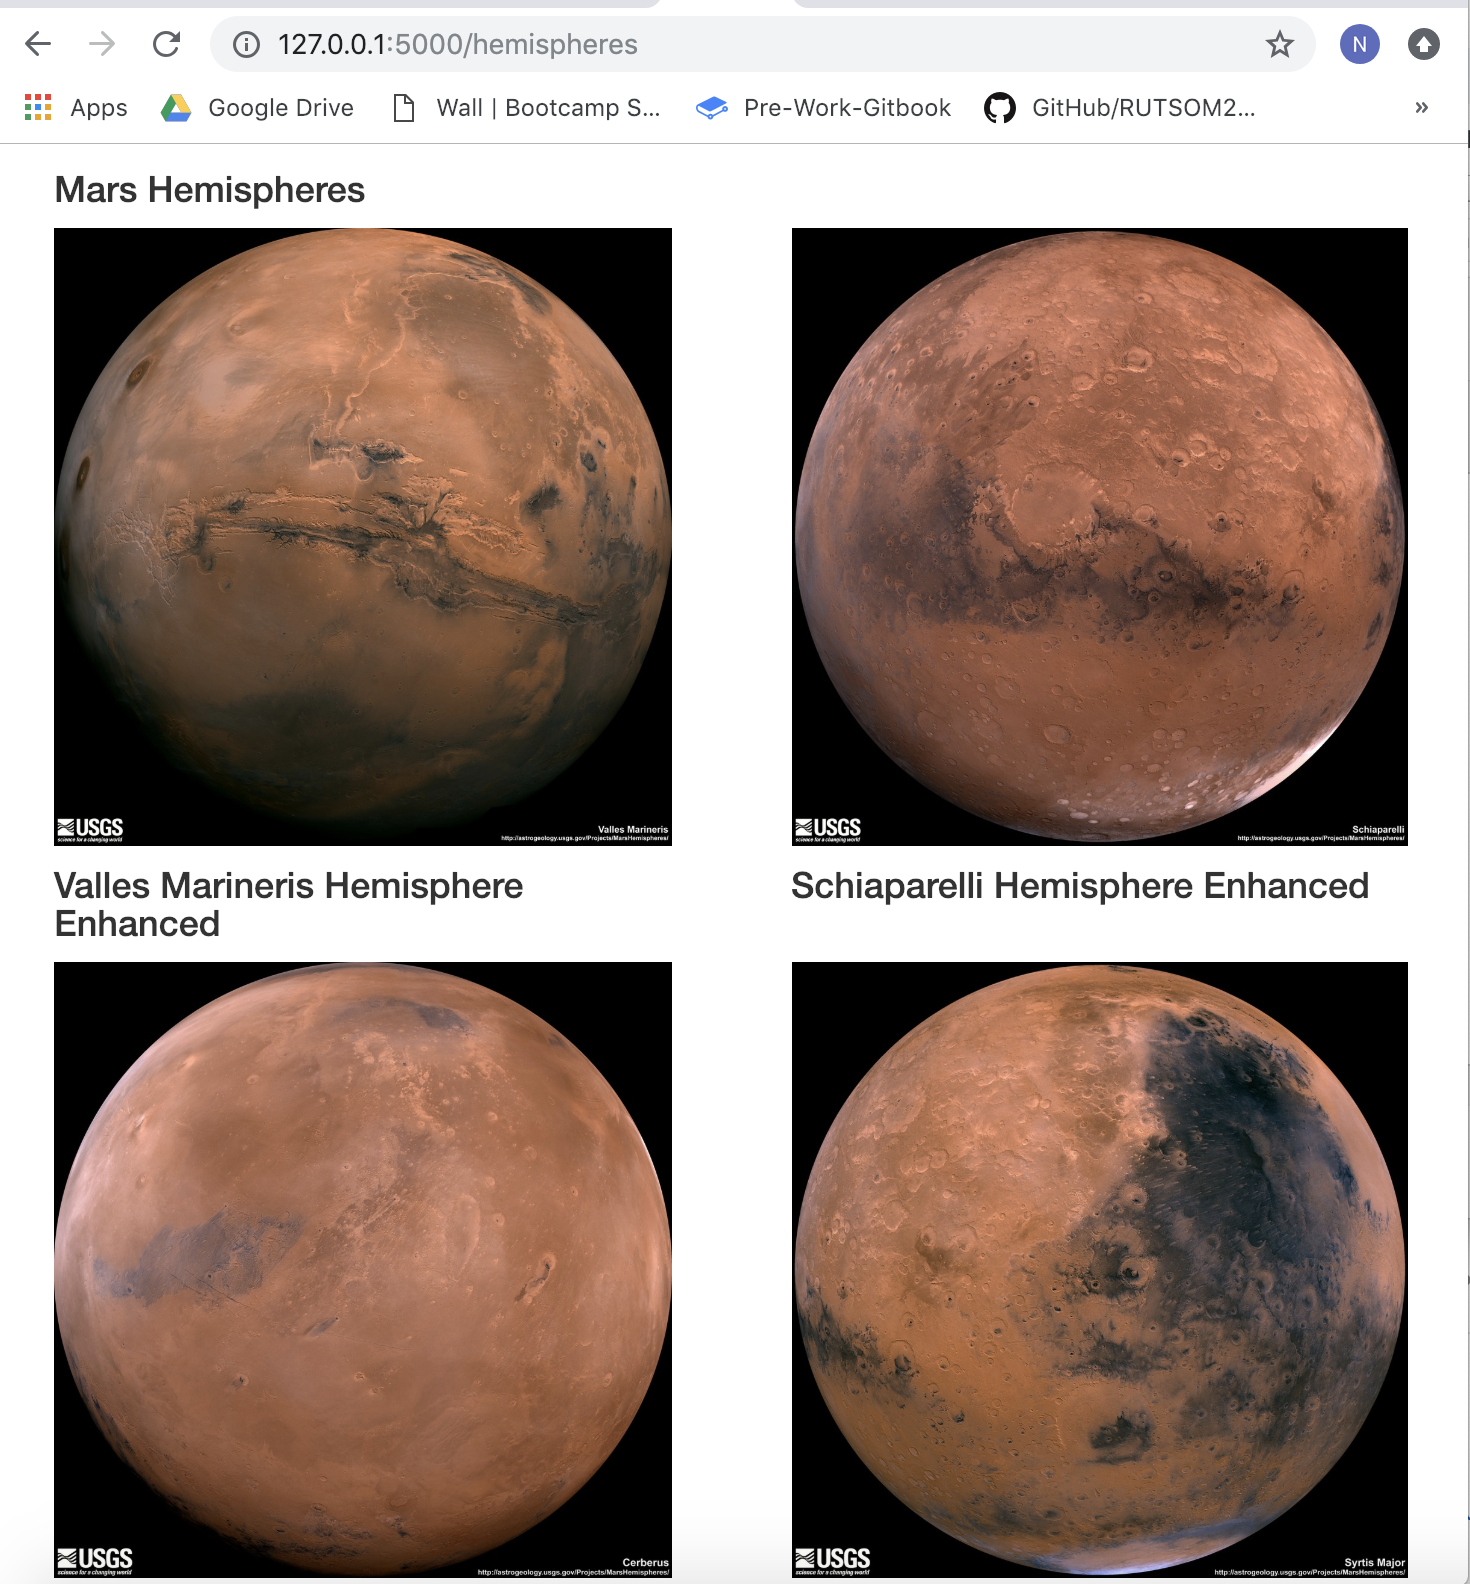 127.0.0.1:5000/hemispheres
N
Apps
Google Drive
Wall | Bootcamp S...
Pre-Work-Gitbook
GitHub/RUTSOM2...
»
Mars Hemispheres
USGS
science for a changing world
Valles Marineris
http://astrogeology.usgs.gov/Projects/MarsHemispheres/
USGS
science for a changing world
Schiaparelli
http://astrogeology.usgs.gov/Projects/MarsHemispheres/
Valles Marineris Hemisphere
Enhanced
Schiaparelli Hemisphere Enhanced
USGS
science for a changing world
Cerberus
http://astrogeology.usgs.gov/Projects/MarsHemispheres/
USGS
science for a changing world
Syrtis Major
http://astrogeology.usgs.gov/Projects/MarsHemispheres/